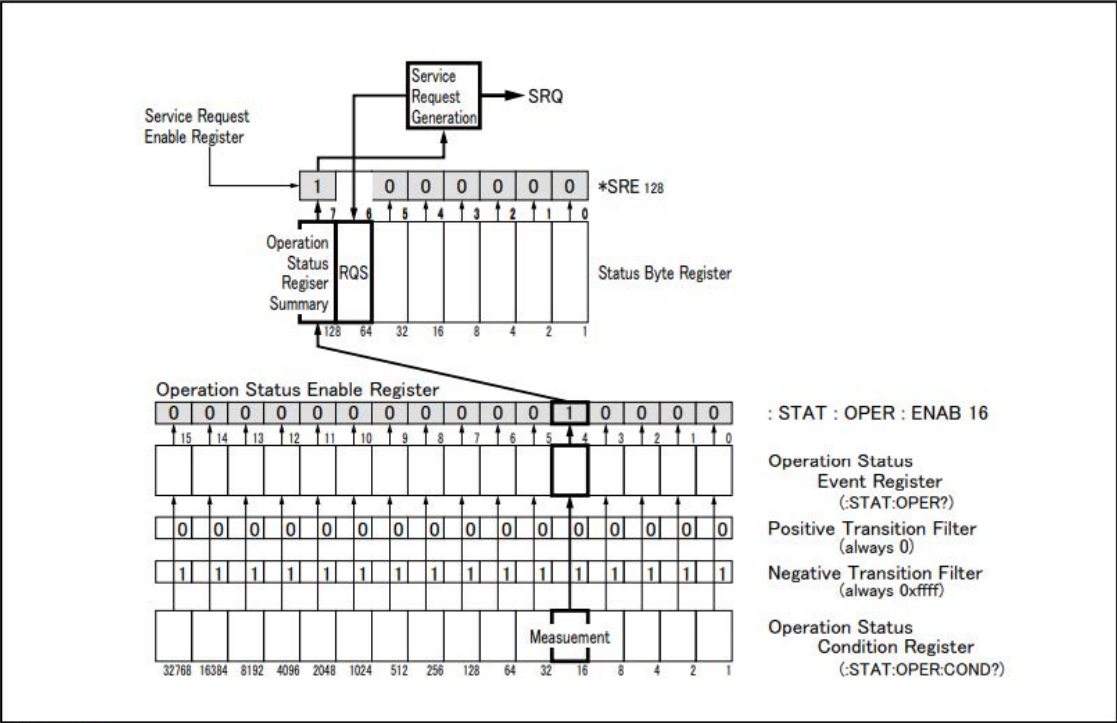 Service
Request
Generation
SRQ
Service Request
Enable Register
1 0 0 0 0 0 0 *SRE 128
7 6 5 4 3 2 1 0
Operation
Status
Regiser
Summary
RQS
Status Byte Register
128 64 32 16 8 4 2 1
Operation Status Enable Register
0 0 0 0 0 0 0 0 0 0 0 1 0 0 0 0
: STAT : OPER : ENAB 16
15 14 13 12 11 10 9 8 7 6 5 4 3 2 1 0
Operation Status
Event Register
(:STAT:OPER?)
0 0 0 0 0 0 0 0 0 0 0 0 0 0 0 0
Positive Transition Filter
(always 0)
1 1 1 1 1 1 1 1 1 1 1 1 1 1 1 1
Negative Transition Filter
(always 0xffff)
Measuement
Operation Status
Condition Register
(:STAT:OPER:COND?)
32768 16384 8192 4096 2048 1024 512 256 128 64 32 16 8 4 2 1